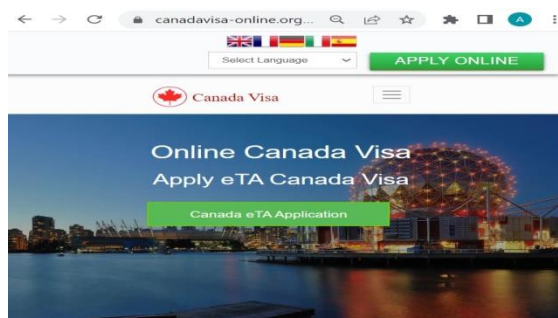 canadavisa-online.org...
A
Select Language
APPLY ONLINE
Canada Visa
Online Canada Visa
Apply eTA Canada Visa
Canada eTA Application